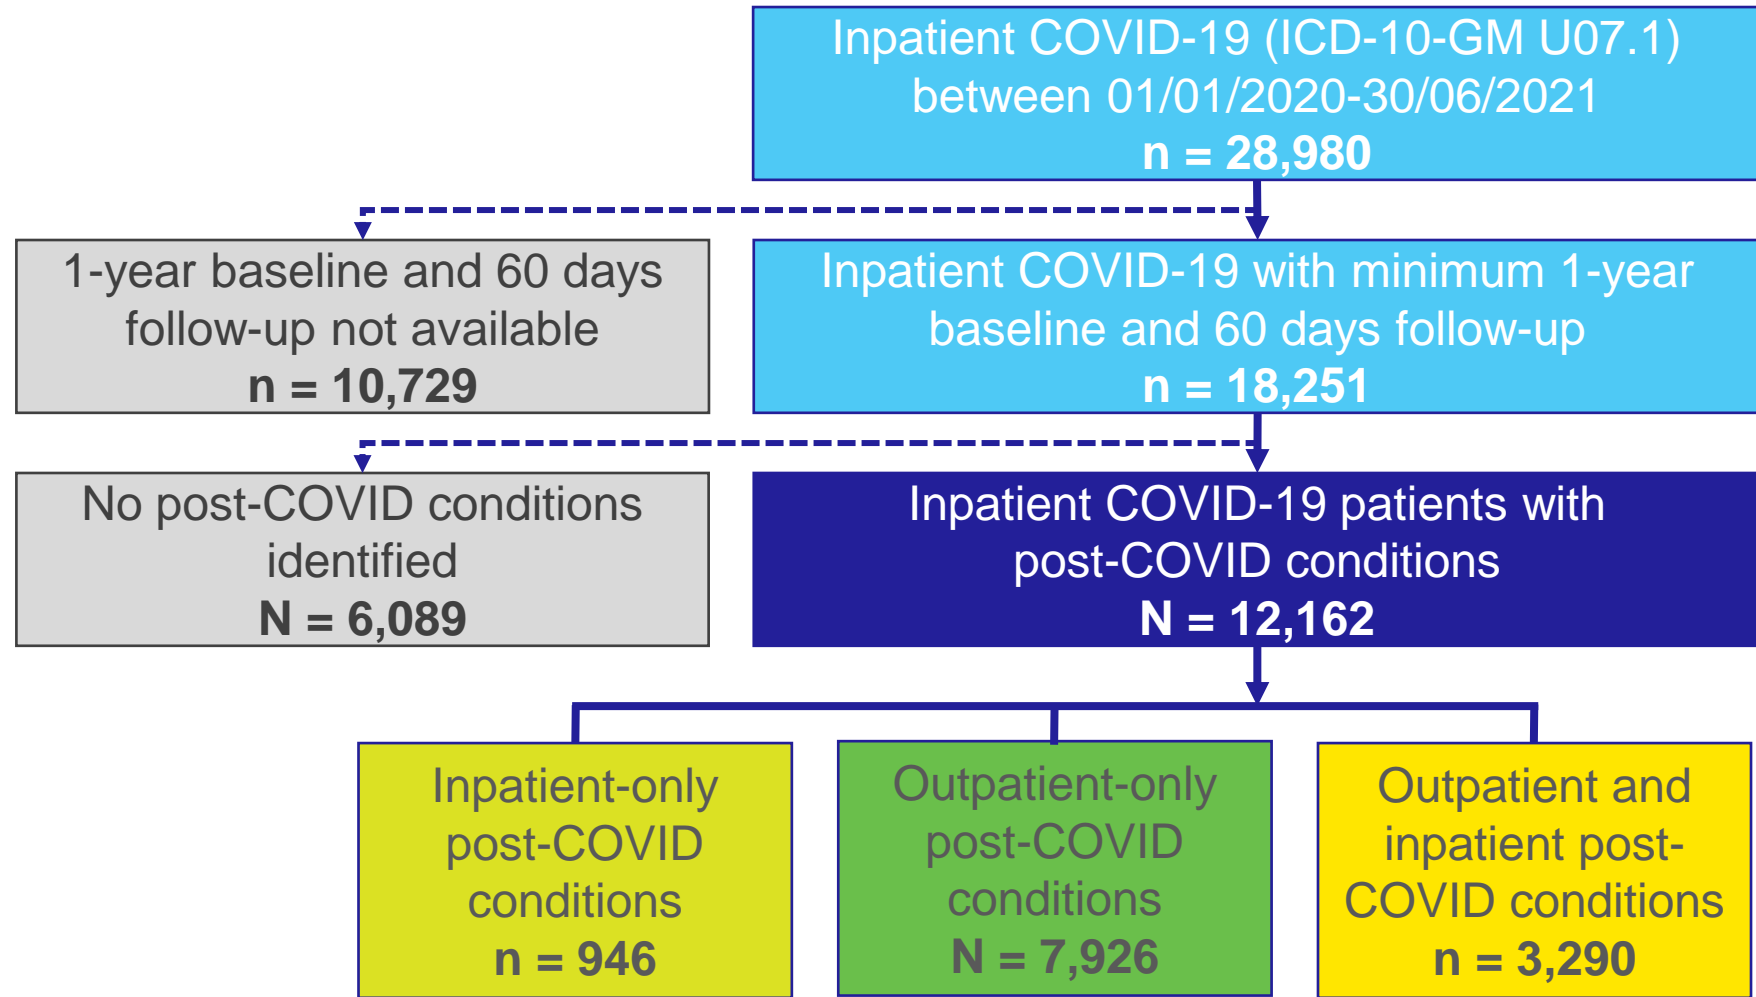 Inpatient COVID-19 (ICD-10-GM U07.1)
between 01/01/2020-30/06/2021
n = 28,980
1-year baseline and 60 days
follow-up not available
n = 10,729
Inpatient COVID-19 with minimum 1-year
baseline and 60 days follow-up
n = 18,251
No post-COVID conditions
identified
N = 6,089
Inpatient COVID-19 patients with
post-COVID conditions
N = 12,162
Inpatient-only
post-COVID
conditions
n = 946
Outpatient-only
post-COVID
conditions
N = 7,926
Outpatient and
inpatient post-
COVID conditions
n = 3,290